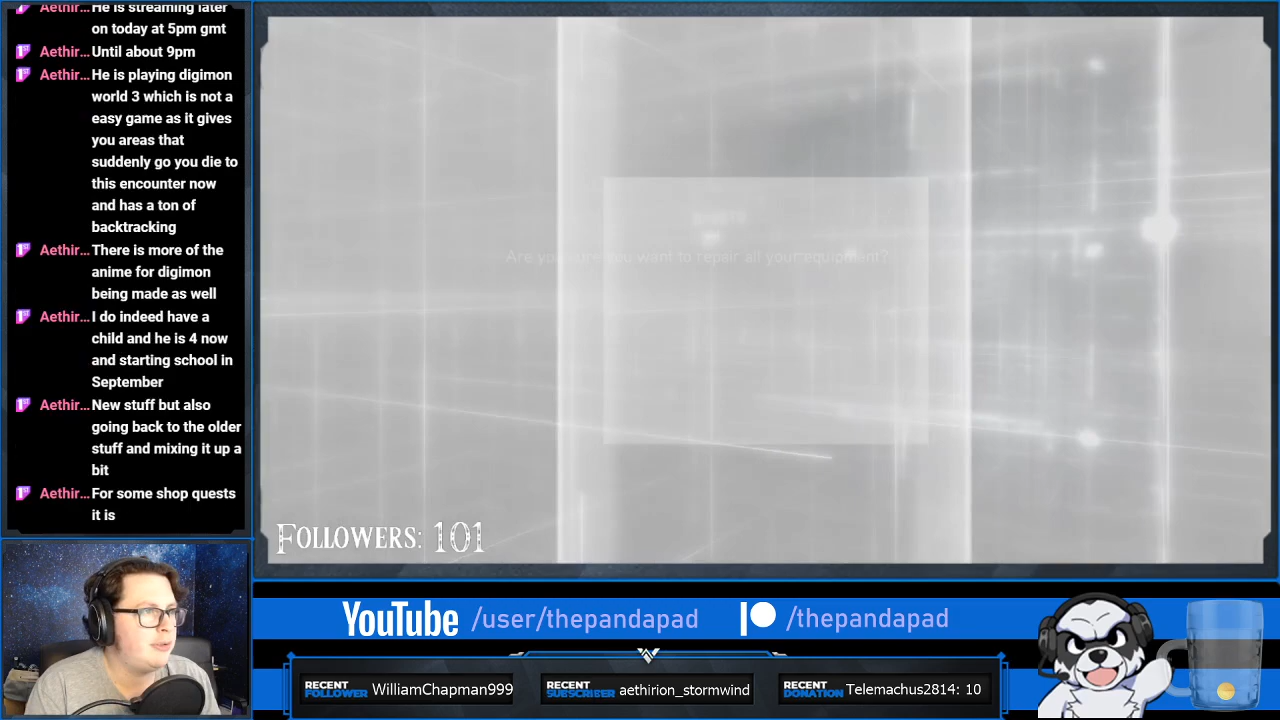 Aethir... He is streaming later
on today at 5pm gmt
Aethir... Until about 9pm
Aethir... He is playing digimon
world 3 which is not a
easy game as it gives
you areas that
suddenly go you die to
this encounter now
and has a ton of
backtracking
Aethir... There is more of the
anime for digimon
being made as well
Aethir... I do indeed have a
child and he is 4 now
and starting school in
September
Aethir... New stuff but also
going back to the older
stuff and mixing it up a
bit
Aethir... For some shop quests
it is
Are you sure you want to repair all your equipment?
FOLLOWERS: 101
YouTube /user/thepandapad /thepandapad
RECENT FOLLOWER WilliamChapman999
RECENT SUBSCRIBER aethirion_stormwind
RECENT DONATION Telemachus2814: 10